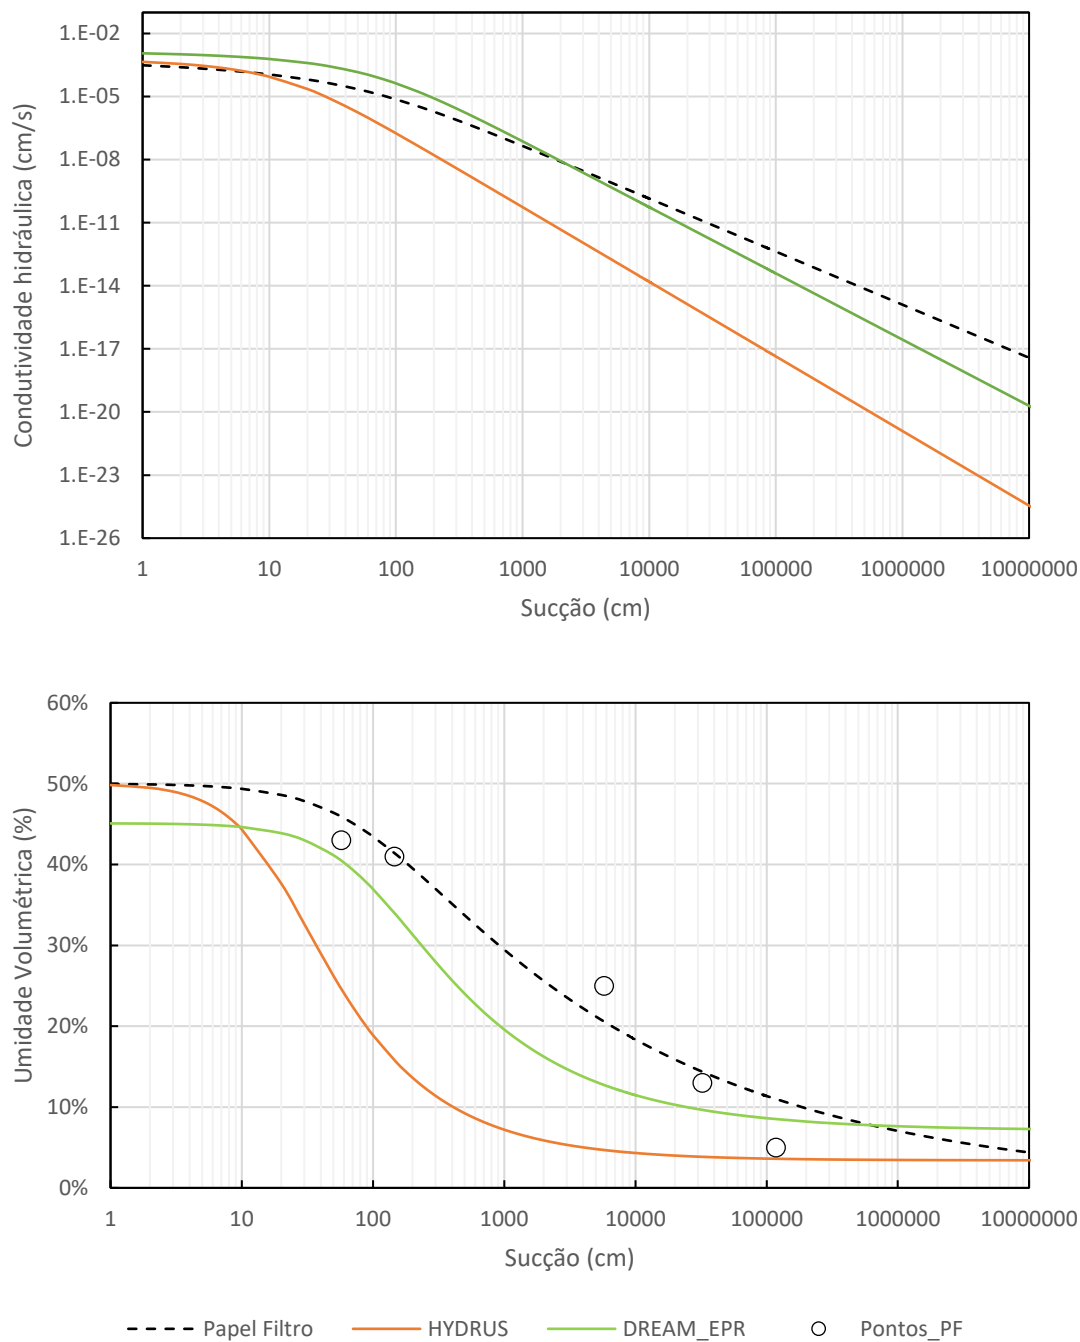 1.E-02
1.E-05
1.E-08
1.E-11
1.E-14
1.E-17
1.E-20
1.E-23
1.E-26
Condutividade hidráulica (cm/s)
1 10 100 1000 10000 100000 1000000 10000000
Sucção (cm)
60%
50%
40%
30%
20%
10%
0%
Umidade Volumétrica (%)
1 10 100 1000 10000 100000 1000000 10000000
Sucção (cm)
Papel Filtro HYDRUS DREAM_EPR Pontos_PF